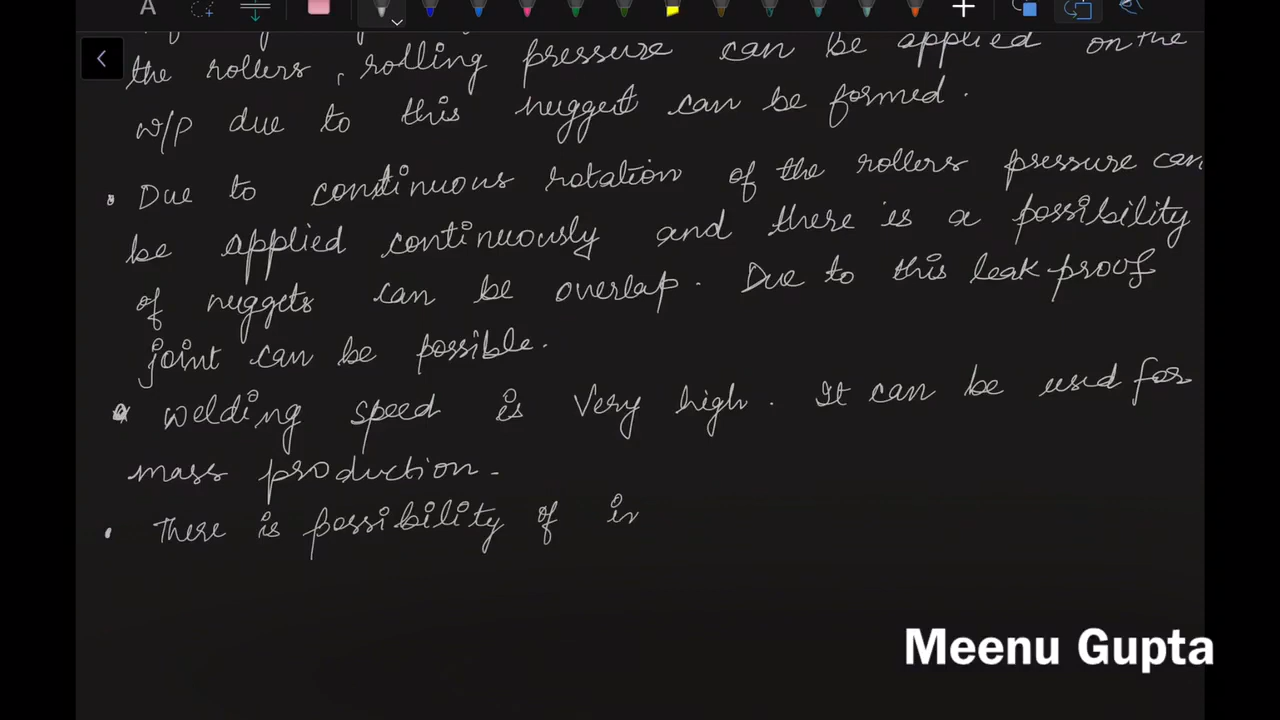 the rollers, rolling pressure can be applied on the
w/p due to this nugget can be formed.
• Due to continuous rotation of the rollers pressure can
be applied continuously and there is a possibility
of nuggets can be overlap. Due to this leak proof
joint can be possible.
• welding speed is very high. It can be used for
mass production.
• There is possibility of in
Meenu Gupta